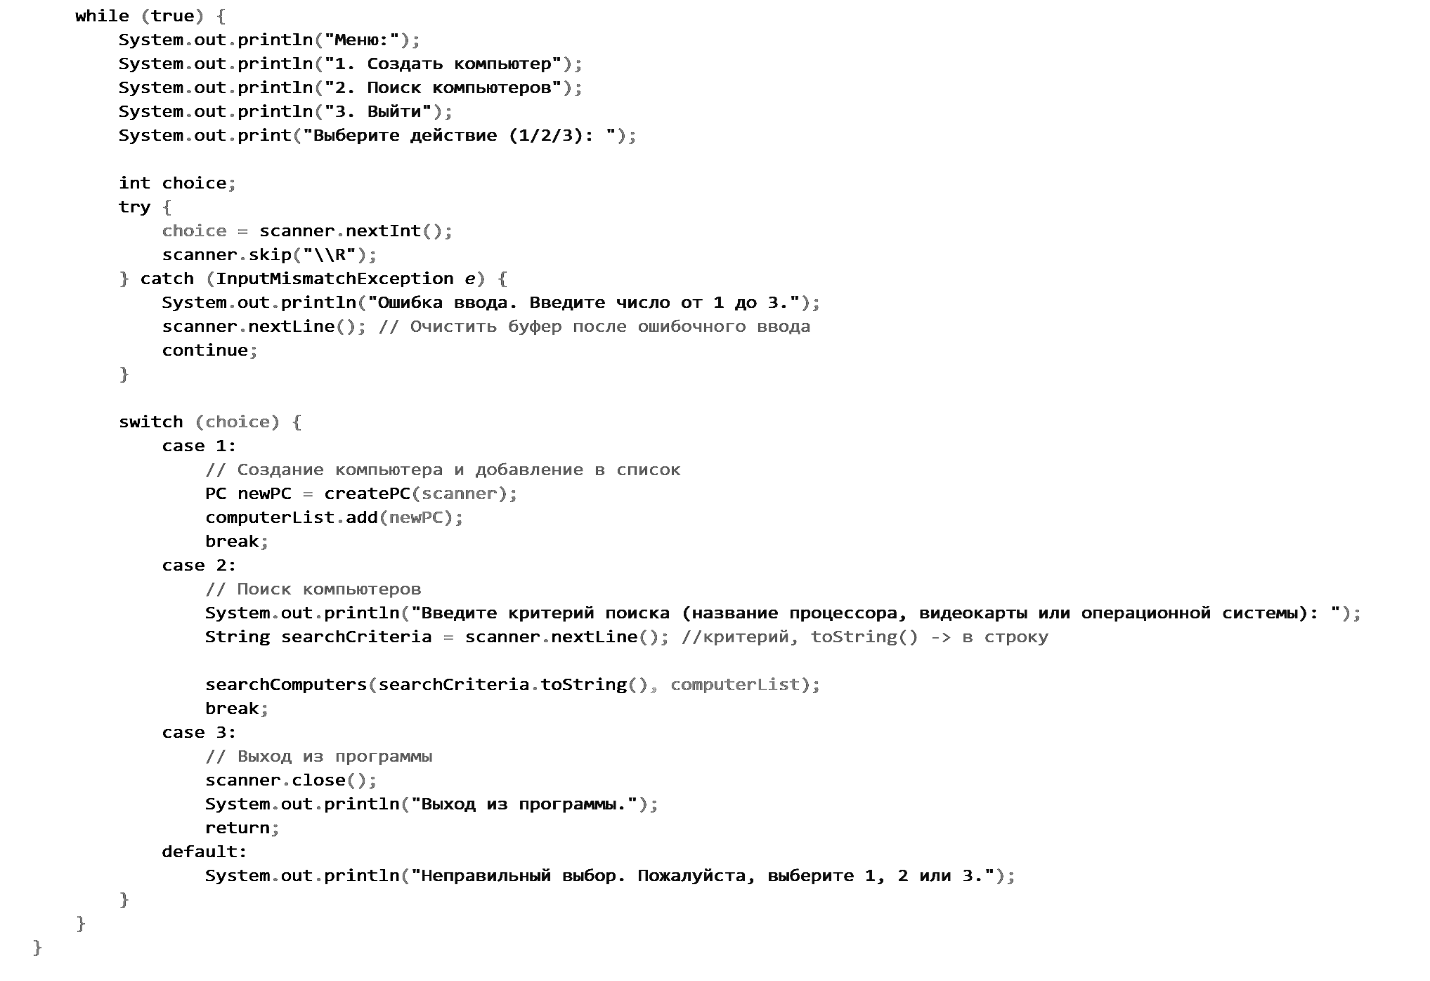 while (true) {
System.out.println("Меню:");
System.out.println("1. Создать компьютер");
System.out.println("2. Поиск компьютеров");
System.out.println("3. Выйти");
System.out.print("Выберите действие (1/2/3): ");
int choice;
try {
choice = scanner.nextInt();
scanner.skip("\\R");
} catch (InputMismatchException e) {
System.out.println("Ошибка ввода. Введите число от 1 до 3.");
scanner.nextLine(); // Очистить буфер после ошибочного ввода
continue;
}
switch (choice) {
case 1:
// Создание компьютера и добавление в список
PC newPC = createPC(scanner);
computerList.add(newPC);
break;
case 2:
// Поиск компьютеров
System.out.println("Введите критерий поиска (название процессора, видеокарты или операционной системы): ");
String searchCriteria = scanner.nextLine(); //критерий, toString() -> в строку
searchComputers(searchCriteria.toString(), computerList);
break;
case 3:
// Выход из программы
scanner.close();
System.out.println("Выход из программы.");
return;
default:
System.out.println("Неправильный выбор. Пожалуйста, выберите 1, 2 или 3.");
}
}
}